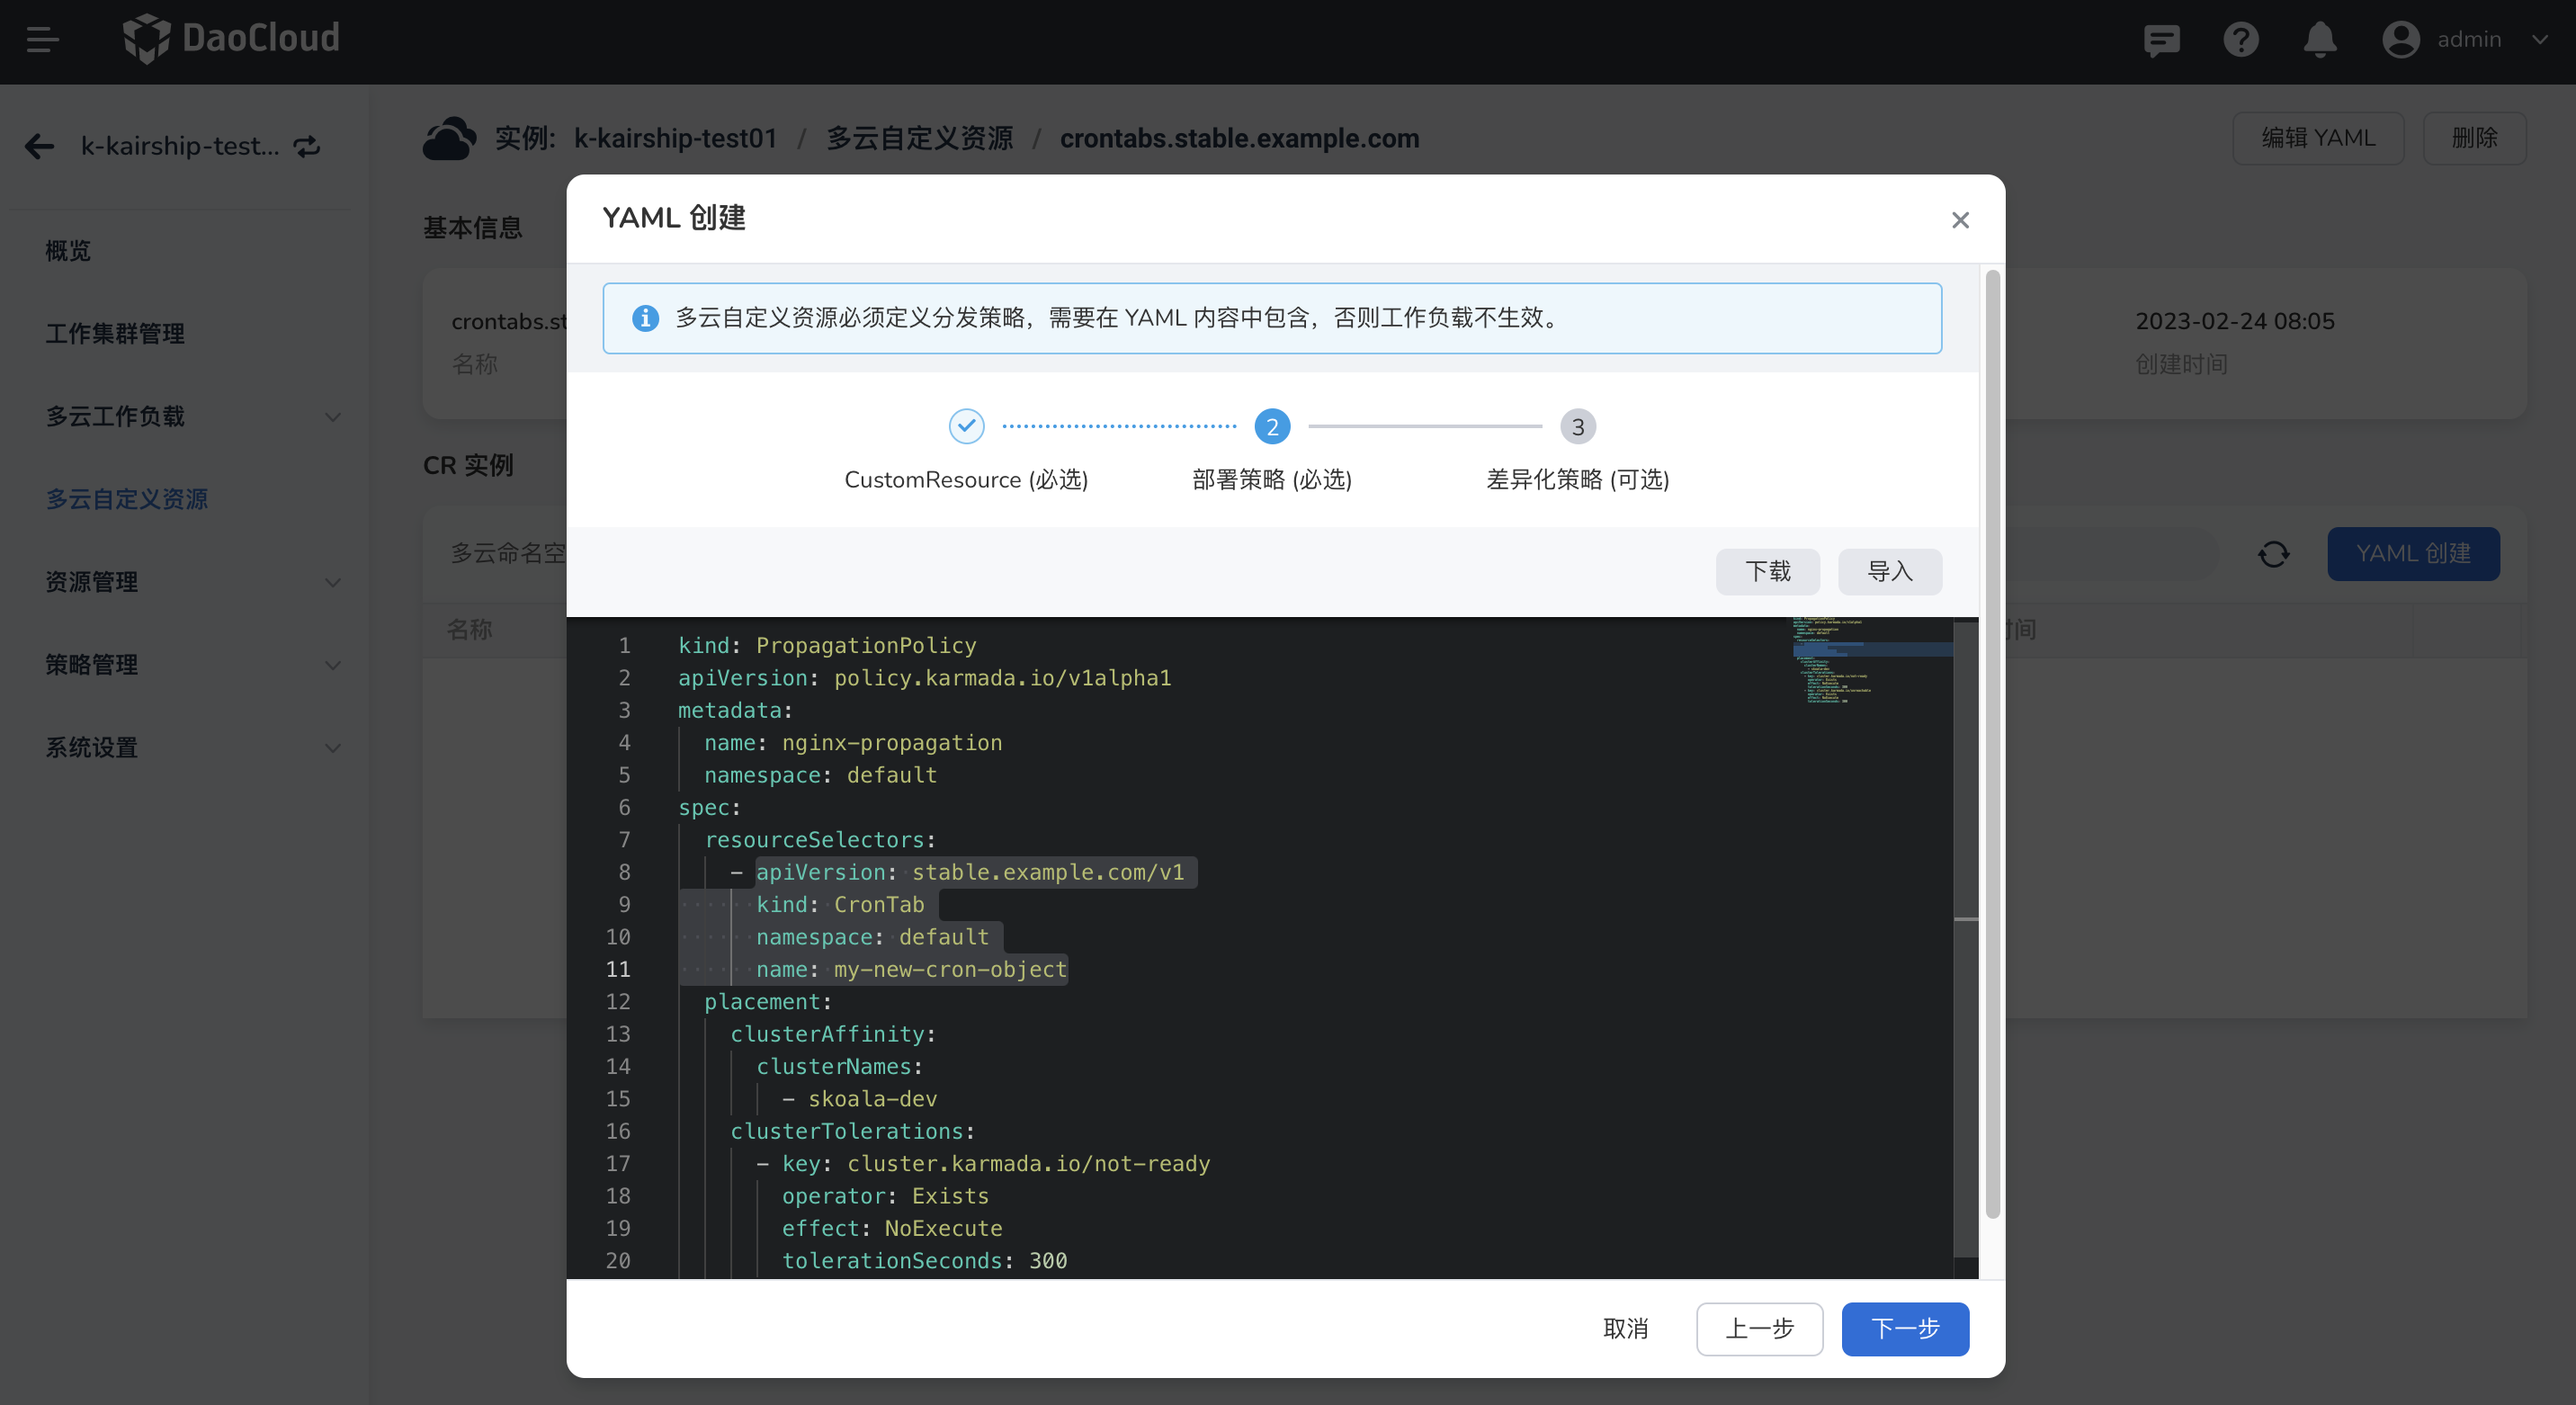 DaoCloud
admin
k-kairship-test...
实例: k-kairship-test01 / 多云自定义资源 / crontabs.stable.example.com
编辑 YAML
删除
概览
工作集群管理
多云工作负载
多云自定义资源
资源管理
策略管理
系统设置
基本信息
crontabs.st
名称
2023-02-24 08:05
创建时间
CR 实例
多云命名空
YAML 创建
名称
时间
YAML 创建
多云自定义资源必须定义分发策略，需要在 YAML 内容中包含，否则工作负载不生效。
2
3
CustomResource (必选)
部署策略 (必选)
差异化策略 (可选)
下载
导入
1 kind: PropagationPolicy
2 apiVersion: policy.karmada.io/v1alpha1
3 metadata:
4 name: nginx-propagation
5 namespace: default
6 spec:
7 resourceSelectors:
8 - apiVersion: stable.example.com/v1
9 kind: CronTab
10 namespace: default
11 name: my-new-cron-object
12 placement:
13 clusterAffinity:
14 clusterNames:
15 - skoala-dev
16 clusterTolerations:
17 - key: cluster.karmada.io/not-ready
18 operator: Exists
19 effect: NoExecute
20 tolerationSeconds: 300
取消
上一步
下一步